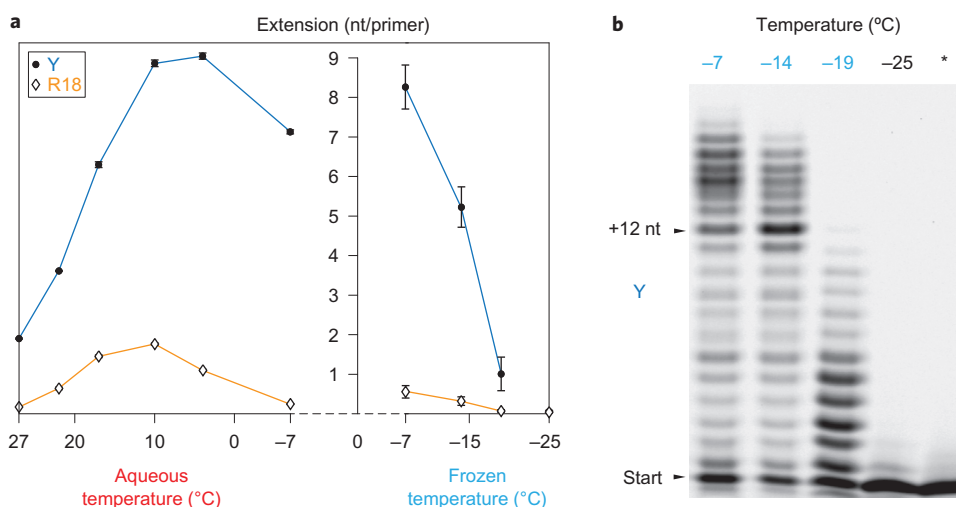 a
Extension (nt/primer)
Y
R18
9
8
7
6
5
4
3
2
1
27 20 10 0 –7
0 –7 –15 –25
Aqueous
temperature (°C)
Frozen
temperature (°C)
b
Temperature (ºC)
–7 –14 –19 –25 *
+12 nt
Y
Start